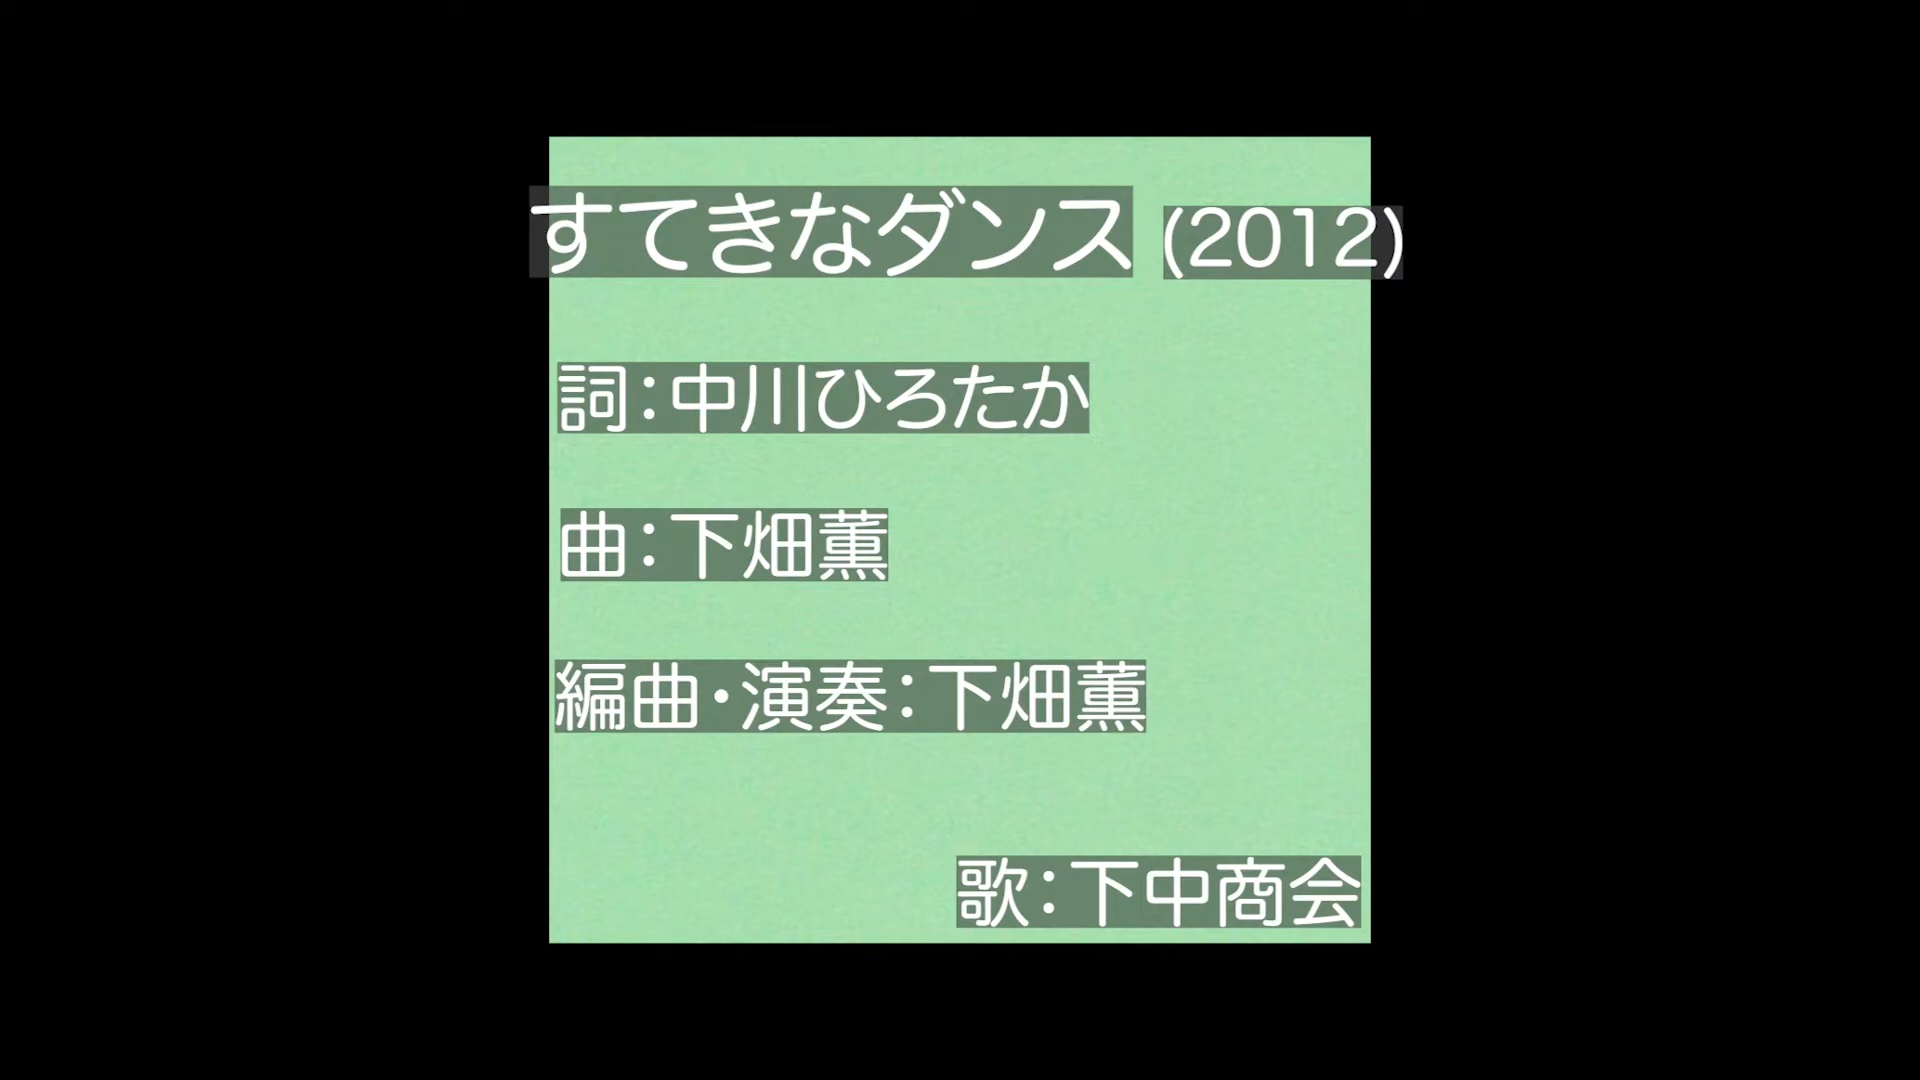 すてきなダンス (2012)
詞：中川ひろたか
曲：下畑薫
編曲・演奏：下畑薫
歌：下中商会